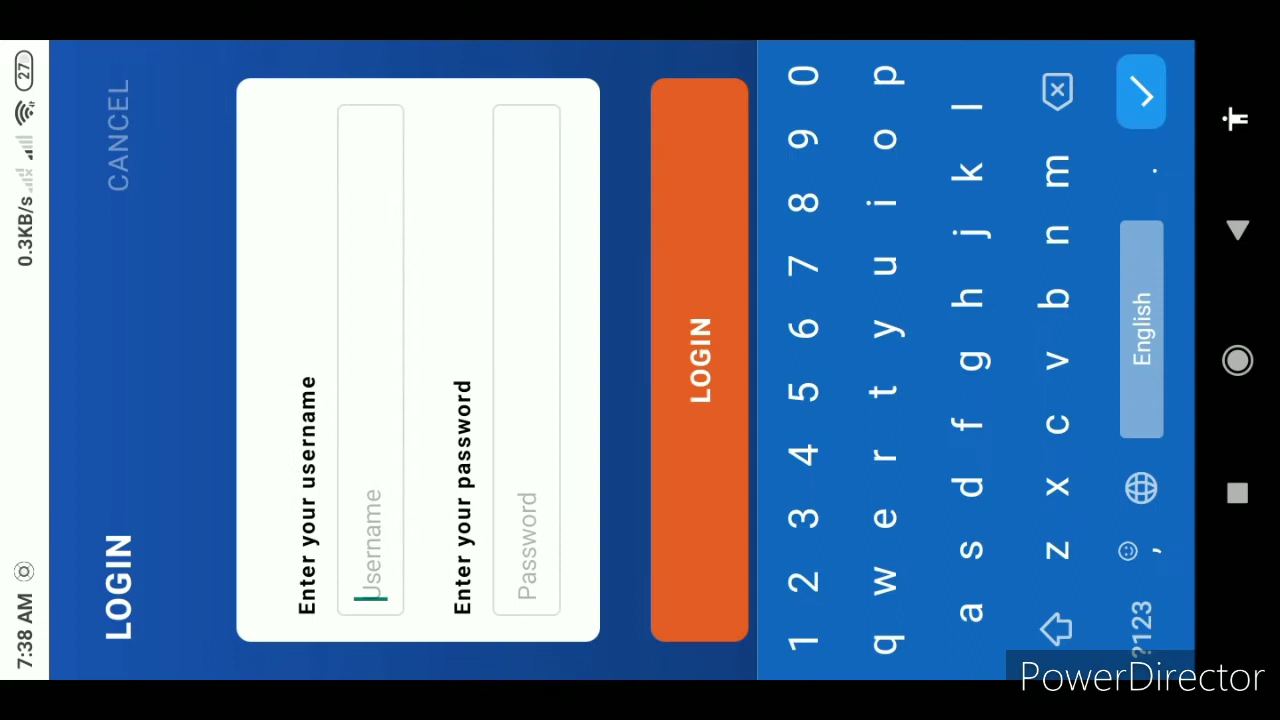 7:38 AM 0.3KB/s 27
LOGIN CANCEL
Enter your username
Username
Enter your password
Password
LOGIN
1 2 3 4 5 6 7 8 9 0
q w e r t y u i o p
a s d f g h j k l
z x c v b n m
?123 , English .
PowerDirector